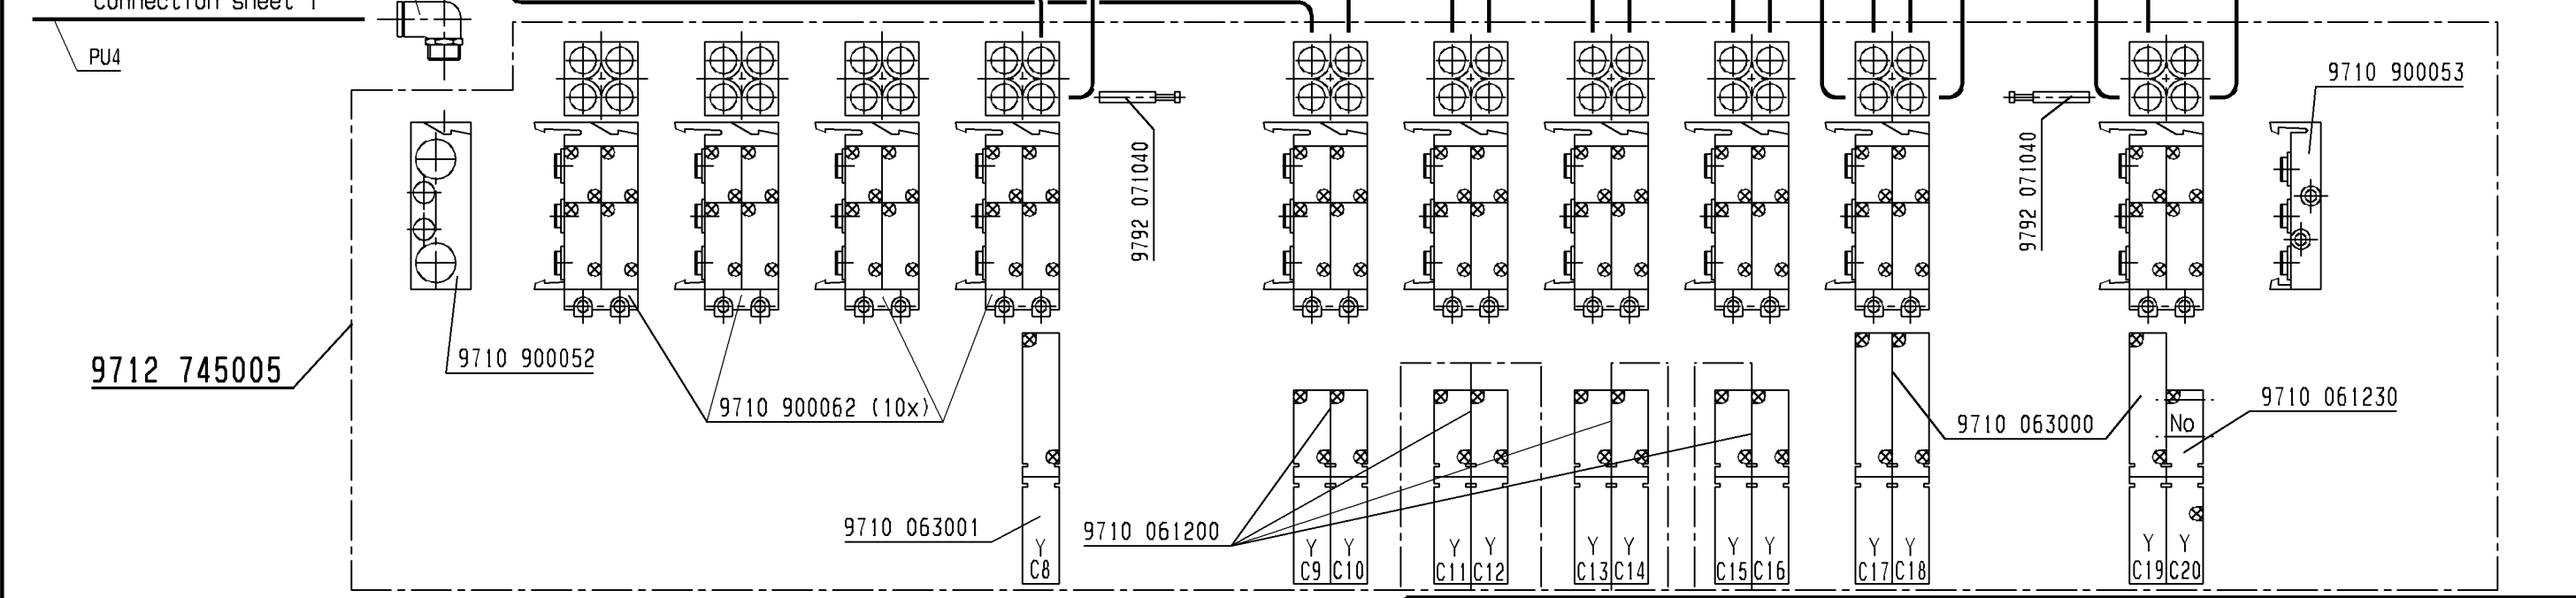 connection sheet 1
PU4
9710 900053
9792 071040
9792 071040
9712 745005
9710 900052
9710 900062 (10x)
9710 063000
9710 061230
No
9710 063001
9710 061200
Y
C8
Y Y
C9 C10
Y Y
C11 C12
Y Y
C13 C14
Y Y
C15 C16
Y Y
C17 C18
Y Y
C19 C20